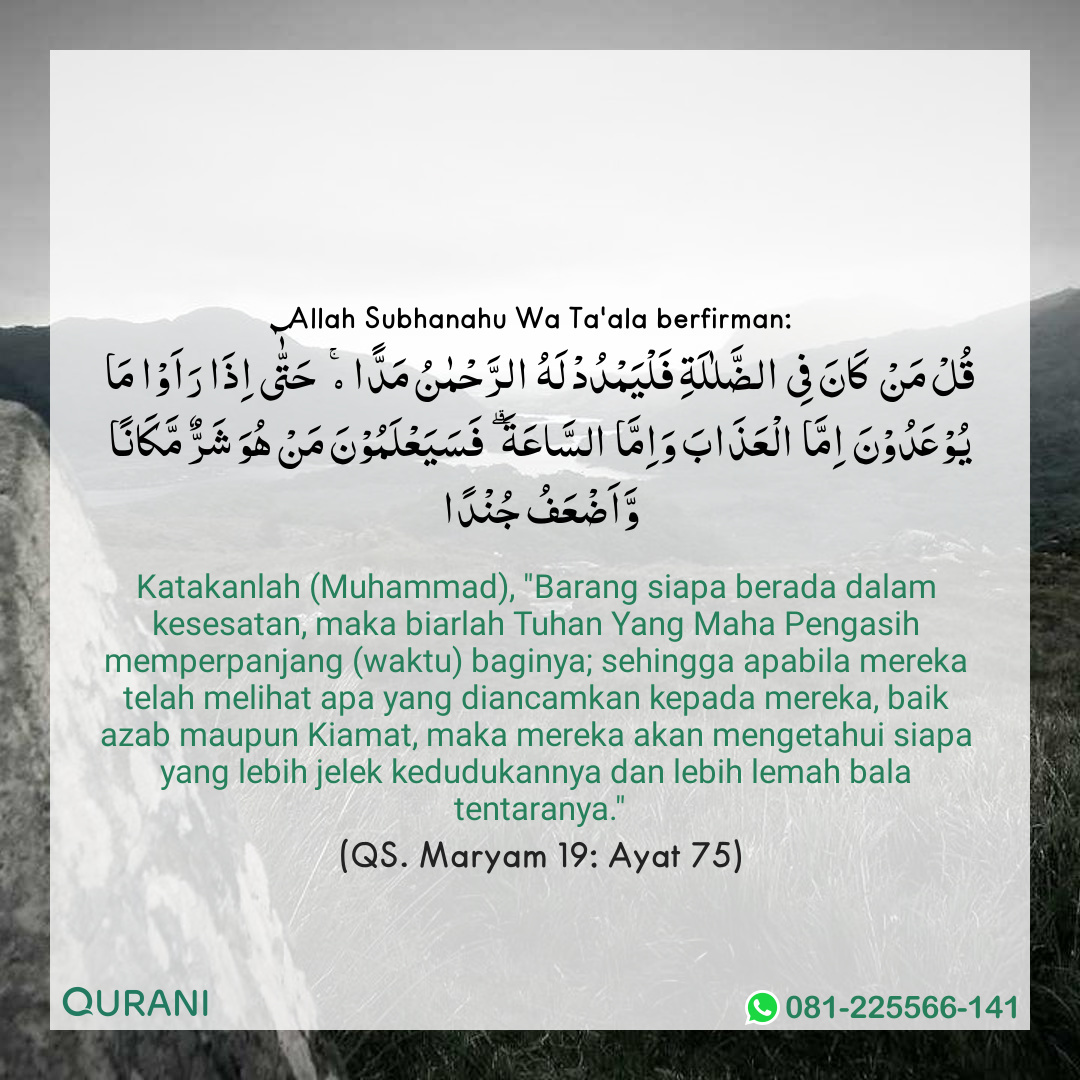 Allah Subhanahu Wa Ta'ala berfirman:
قُلْ مَنْ كَانَ فِى الضَّلٰلَةِ فَلْيَمْدُدْ لَهُ الرَّحْمٰنُ مَدًّا ەۚ حَتّٰۤى اِذَا رَاَوْا مَا
يُوْعَدُوْنَ اِمَّا الْعَذَابَ وَاِمَّا السَّاعَةَ ۗ فَسَيَعْلَمُوْنَ مَنْ هُوَ شَرٌّ مَّكَانًا
وَّاَضْعَفُ جُنْدًا
Katakanlah (Muhammad), "Barang siapa berada dalam
kesesatan, maka biarlah Tuhan Yang Maha Pengasih
memperpanjang (waktu) baginya; sehingga apabila mereka
telah melihat apa yang diancamkan kepada mereka, baik
azab maupun Kiamat, maka mereka akan mengetahui siapa
yang lebih jelek kedudukannya dan lebih lemah bala
tentaranya."
(QS. Maryam 19: Ayat 75)
QURANI
081-225566-141